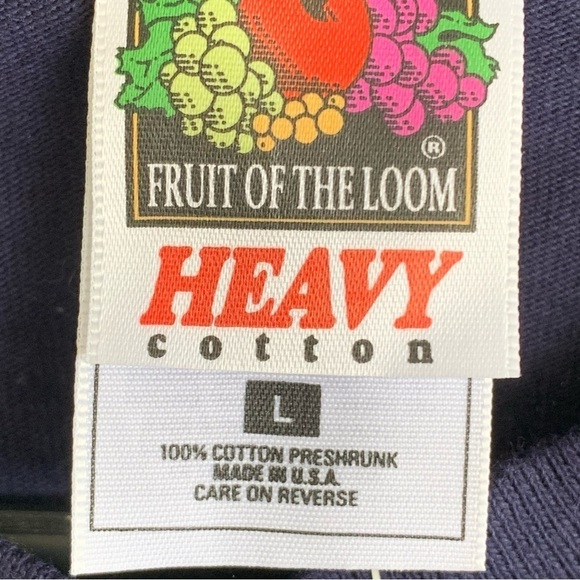 ®
FRUIT OF THE LOOM
HEAVY
cotton
L
100% COTTON PRESHRUNK
MADE IN U.S.A.
CARE ON REVERSE